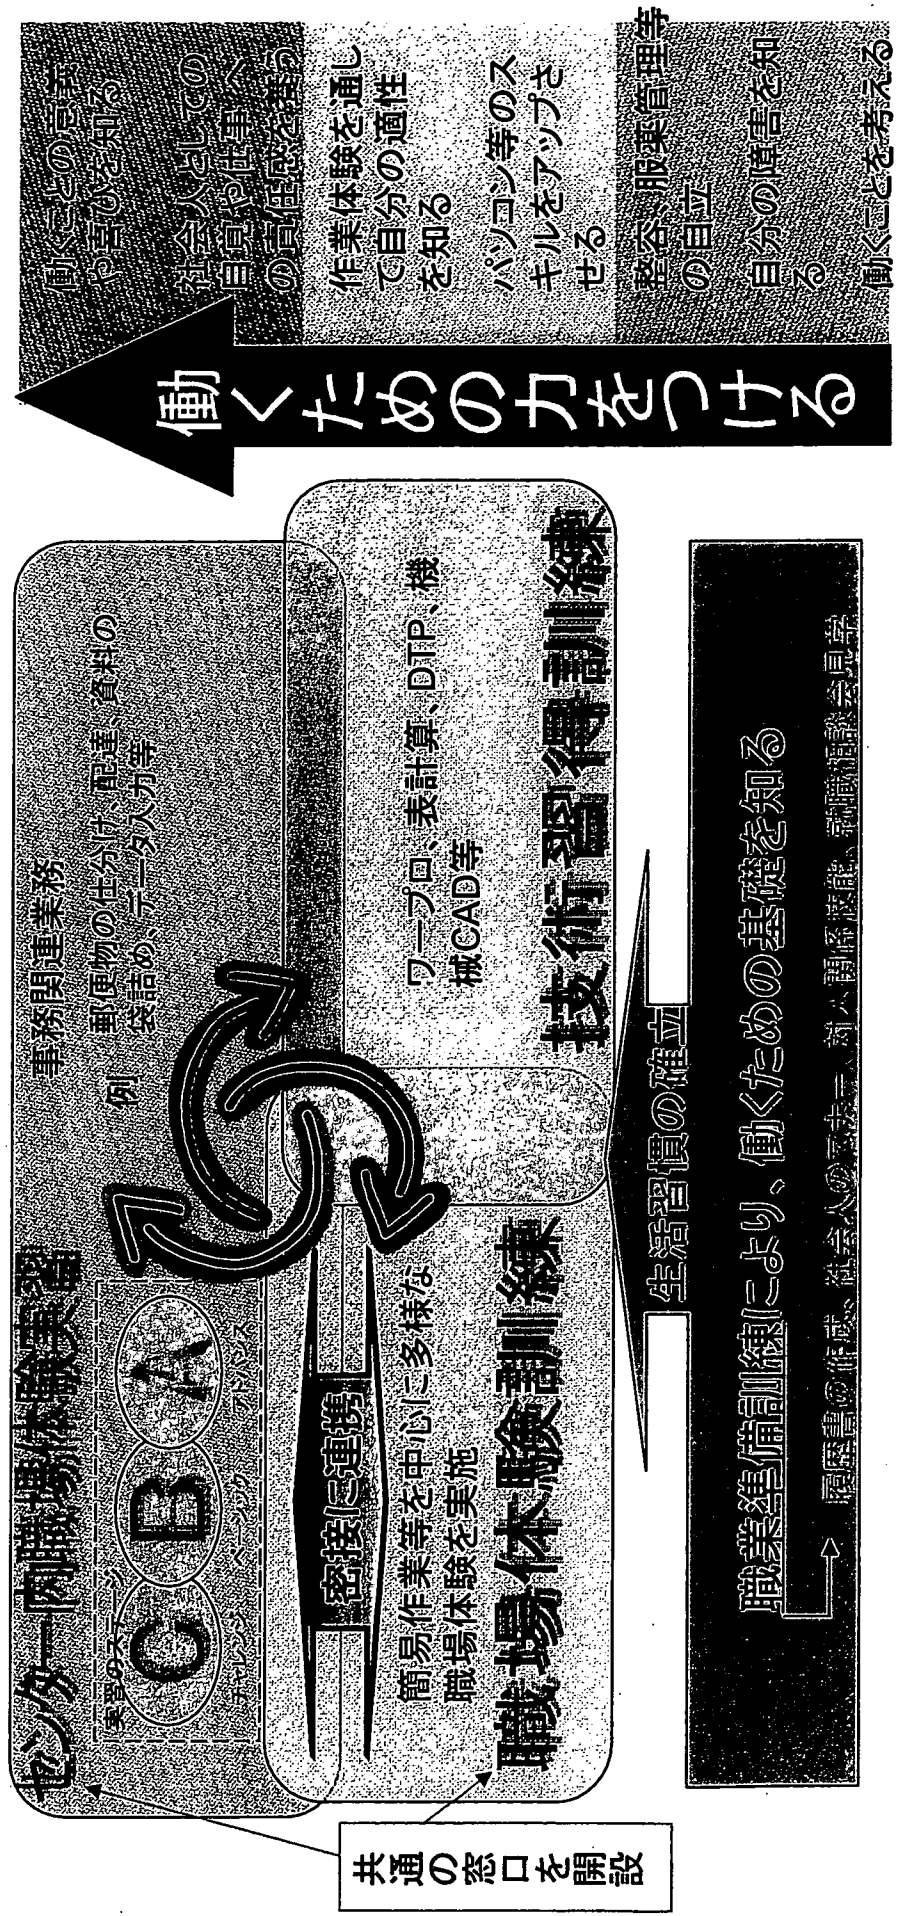 センター内職場体験実習
実習のステージ
C
B
A
チャレンジ
ベーシック
アドバンス
事務関連業務
例
郵便物の仕分け、配達、資料の
袋詰め、データ入力等
共通の窓口を開設
密接に連携
簡易作業等を中心に多様な
職場体験を実施
職場体験訓練
ワープロ、表計算、DTP、機
械CAD等
技術習得訓練
生活習慣の確立
職業準備訓練により、働くための基礎を知る
履歴書の作成、社会人のマナー、対人関係技能、就職相談会見学
働くための力をつける
働くことの意義
や喜びを知る
社会人としての
自覚や仕事へ
の責任感を養う
作業体験を通し
て自分の適性
を知る
パソコン等のス
キルをアップさ
せる
整容、服薬管理等
の自立
自分の障害を知
る
働くことを考える